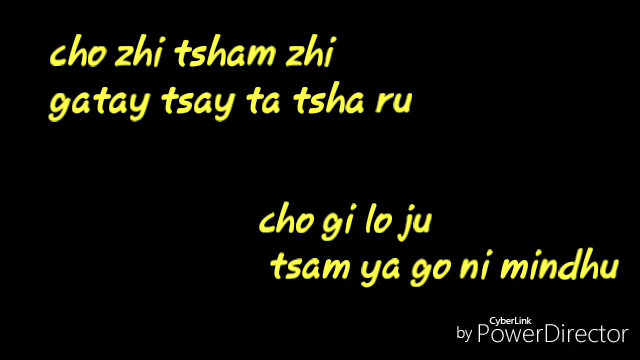 cho zhi tsham zhi
gatay tsay ta tsha ru
cho gi lo ju
tsam ya go ni mindhu
CyberLink
by PowerDirector